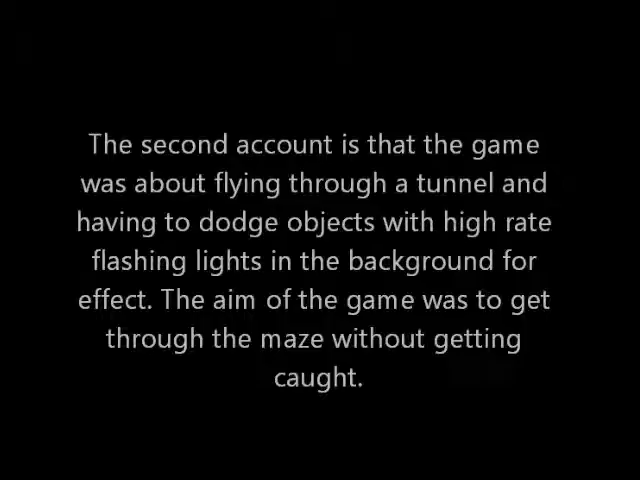 The second account is that the game
was about flying through a tunnel and
having to dodge objects with high rate
flashing lights in the background for
effect. The aim of the game was to get
through the maze without getting
caught.